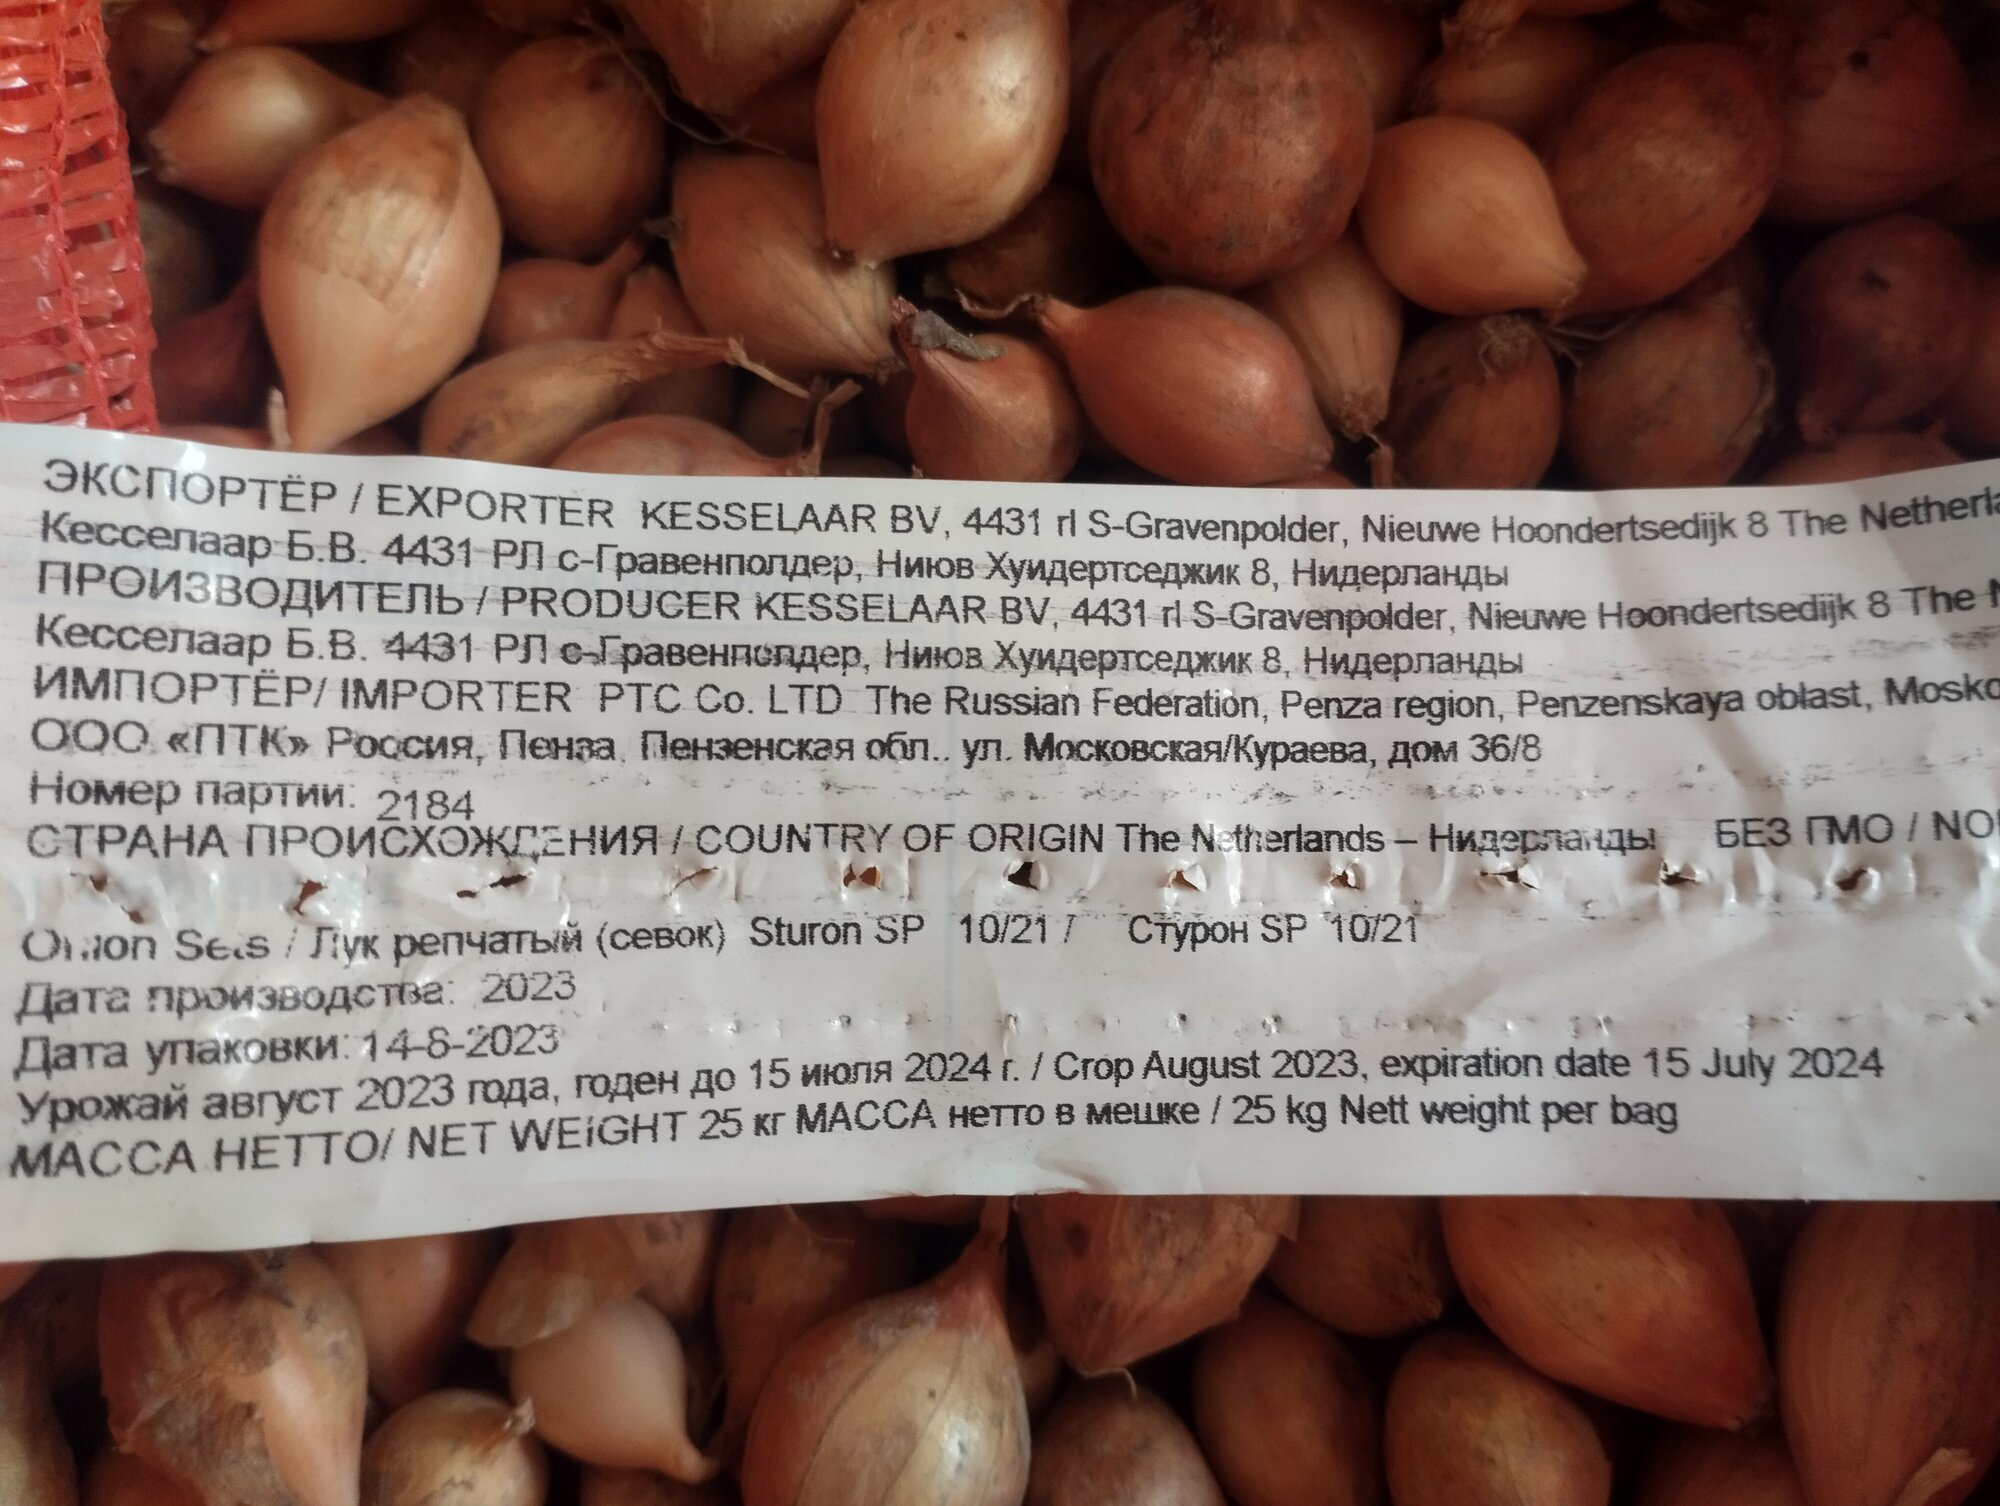 ЭКСПОРТЁР / EXPORTER KESSELAAR BV, 4431 rl S-Gravenpolder, Nieuwe Hoondertsedijk 8 The Netherla
Кесселаар Б.В. 4431 РЛ с-Гравенполдер, Ниюв Хуидертседжик 8, Нидерланды
ПРОИЗВОДИТЕЛЬ / PRODUCER KESSELAAR BV, 4431 rl S-Gravenpolder, Nieuwe Hoondertsedijk 8 The N
Кесселаар Б.В. 4431 РЛ с-Гравенполдер, Ниюв Хуидертседжик 8, Нидерланды
ИМПОРТЁР/ IMPORTER PTC Co. LTD The Russian Federation, Penza region, Penzenskaya oblast, Mosko
ООО «ПТК» Россия, Пенза, Пензенская обл.. ул. Московская/Кураева, дом 36/8
Номер партии: 2184
СТРАНА ПРОИСХОЖДЕНИЯ / COUNTRY OF ORIGIN The Netherlands – Нидерланды БЕЗ ГМО / NO
Onion Sets / Лук репчатый (севок) Sturon SP 10/21 / Стурон SP 10/21
Дата производства: 2023
Дата упаковки: 14-8-2023
Урожай август 2023 года, годен до 15 июля 2024 г. / Crop August 2023, expiration date 15 July 2024
МАССА НЕТТО/ NET WEIGHT 25 кг МАССА нетто в мешке / 25 kg Nett weight per bag